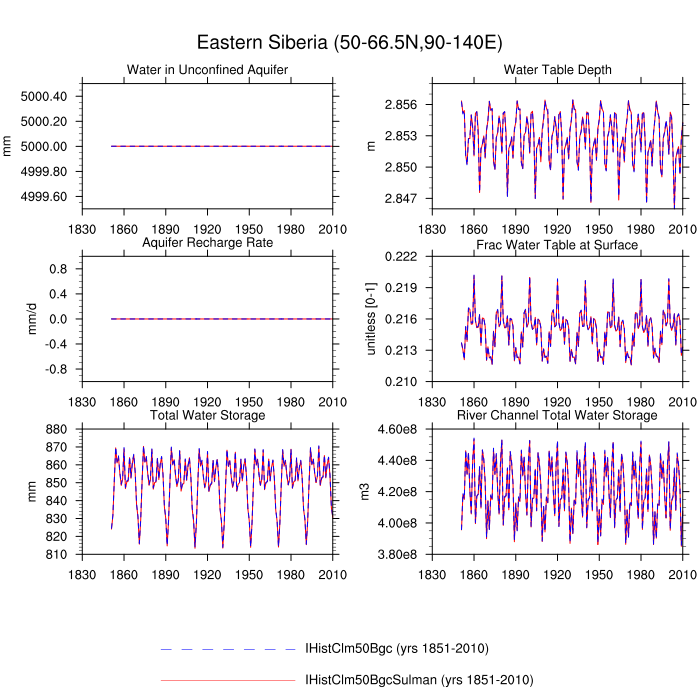 Eastern Siberia (50-66.5N,90-140E)
Water in Unconfined Aquifer
mm
5000.40
5000.20
5000.00
4999.80
4999.60
1830 1860 1890 1920 1950 1980 2010
Water Table Depth
m
2.856
2.853
2.850
2.847
1830 1860 1890 1920 1950 1980 2010
Aquifer Recharge Rate
mm/d
0.8
0.4
0.0
-0.4
-0.8
1830 1860 1890 1920 1950 1980 2010
Frac Water Table at Surface
unitless [0-1]
0.222
0.219
0.216
0.213
0.210
1830 1860 1890 1920 1950 1980 2010
Total Water Storage
mm
880
870
860
850
840
830
820
810
1830 1860 1890 1920 1950 1980 2010
River Channel Total Water Storage
m3
4.60e8
4.40e8
4.20e8
4.00e8
3.80e8
1830 1860 1890 1920 1950 1980 2010
IHistClm50Bgc (yrs 1851-2010)
IHistClm50BgcSulman (yrs 1851-2010)